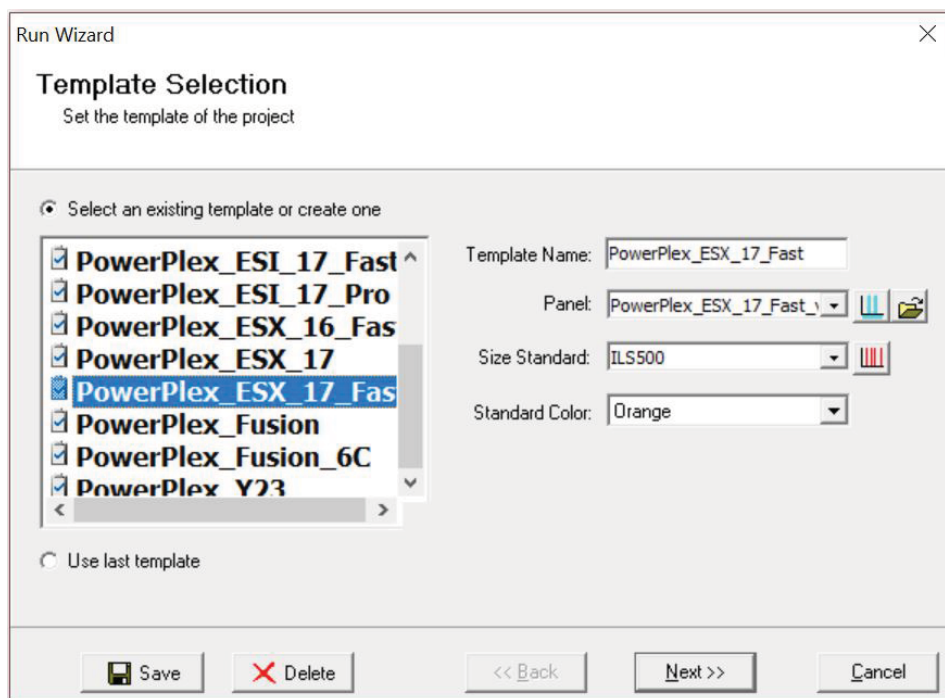 Run Wizard
Template Selection
Set the template of the project
Select an existing template or create one
PowerPlex_ESI_17_Fast
PowerPlex_ESI_17_Pro
PowerPlex_ESX_16_Fas
PowerPlex_ESX_17
PowerPlex_ESX_17_Fas
PowerPlex_Fusion
PowerPlex_Fusion_6C
PowerPlex_Y23
Template Name: PowerPlex_ESX_17_Fast
Panel: PowerPlex_ESX_17_Fast_v
Size Standard: ILS500
Standard Color: Orange
Use last template
Save Delete << Back Next >> Cancel